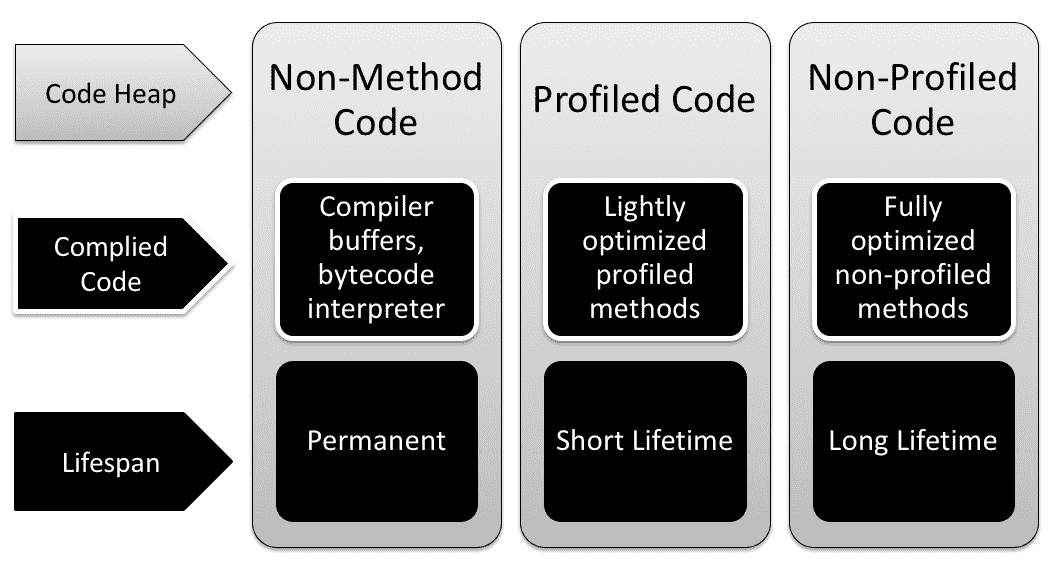 Code Heap
Non-Method
Code
Profiled Code
Non-Profiled
Code
Complied
Code
Compiler
buffers,
bytecode
interpreter
Lightly
optimized
profiled
methods
Fully
optimized
non-profiled
methods
Lifespan
Permanent
Short Lifetime
Long Lifetime